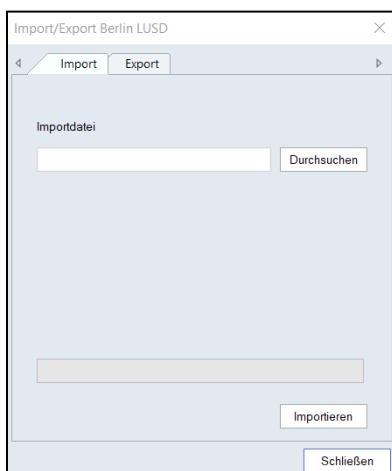 Import/Export Berlin LUSD
Import Export
Importdatei
Durchsuchen
Importieren
Schließen